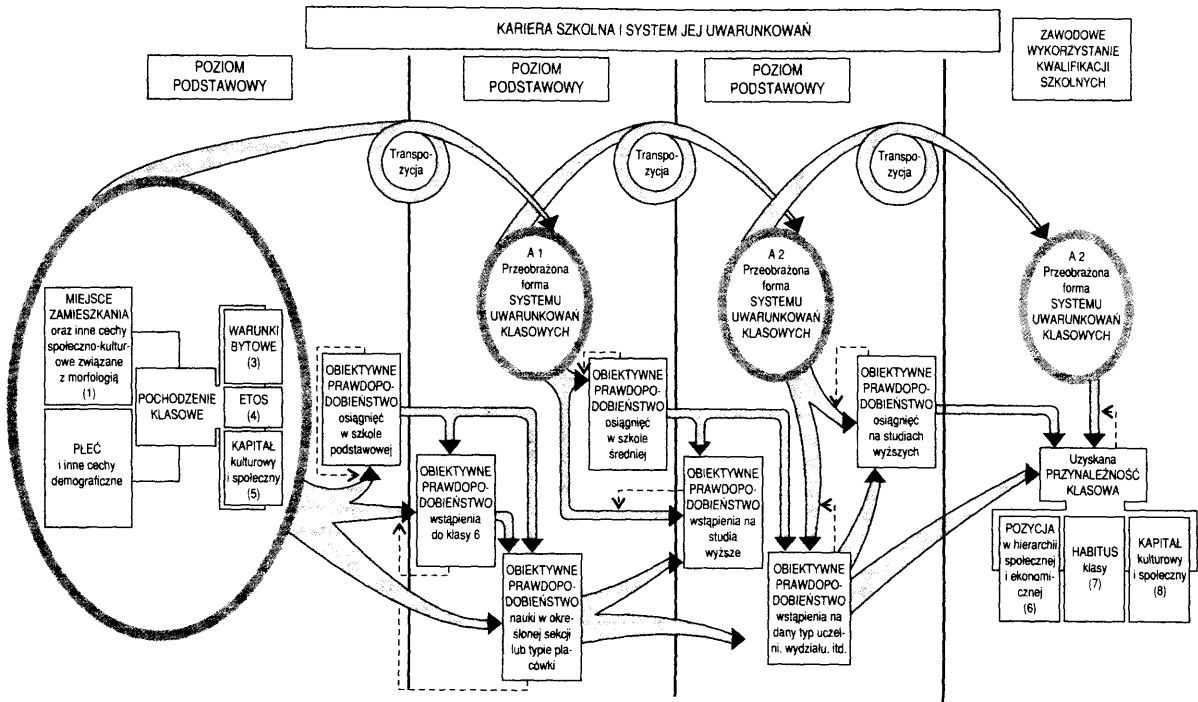 KARIERA SZKOLNA I SYSTEM JEJ UWARUNKOWAŃ
ZAWODOWE
WYKORZYSTANIE
KWALIFIKACJI
SZKOLNYCH
POZIOM
PODSTAWOWY
POZIOM
PODSTAWOWY
POZIOM
PODSTAWOWY
Transpo-
zycja
Transpo-
zycja
Transpo-
zycja
MIEJSCE
ZAMIESZKANIA
oraz inne cechy
społeczno-kultur-
owe związane
z morfologią
(1)
PŁEĆ
i inne cechy
demograficzne
POCHODZENIE
KLASOWE
WARUNKI
BYTOWE
(3)
ETOS
(4)
KAPITAŁ
kulturowy
i społeczny
(5)
OBIEKTYWNE
PRAWDOPO-
DOBIEŃSTWO
osiągnięć
w szkole
podstawowej
OBIEKTYWNE
PRAWDOPO-
DOBIEŃSTWO
wstąpienia
do klasy 6
OBIEKTYWNE
PRAWDOPO-
DOBIEŃSTWO
nauki w okre-
ślonej sekcji
lub typie pla-
cówki
A 1
Przeobrażona
forma
SYSTEMU
UWARUNKOWAŃ
KLASOWYCH
OBIEKTYWNE
PRAWDOPO-
DOBIEŃSTWO
osiągnięć
w szkole
średniej
OBIEKTYWNE
PRAWDOPO-
DOBIEŃSTWO
wstąpienia na
studia
wyższe
A 2
Przeobrażona
forma
SYSTEMU
UWARUNKOWAŃ
KLASOWYCH
OBIEKTYWNE
PRAWDOPO-
DOBIEŃSTWO
wstąpienia na
dany typ uczel-
ni, wydziału, itd.
OBIEKTYWNE
PRAWDOPO-
DOBIEŃSTWO
osiągnięć
na studiach
wyższych
A 2
Przeobrażona
forma
SYSTEMU
UWARUNKOWAŃ
KLASOWYCH
Uzyskana
PRZYNALEŻNOŚĆ
KLASOWA
POZYCJA
w hierarchii
społecznej
i ekonomi-
cznej
(6)
HABITUS
klasy
(7)
KAPITAŁ
kulturowy
i społeczny
(8)